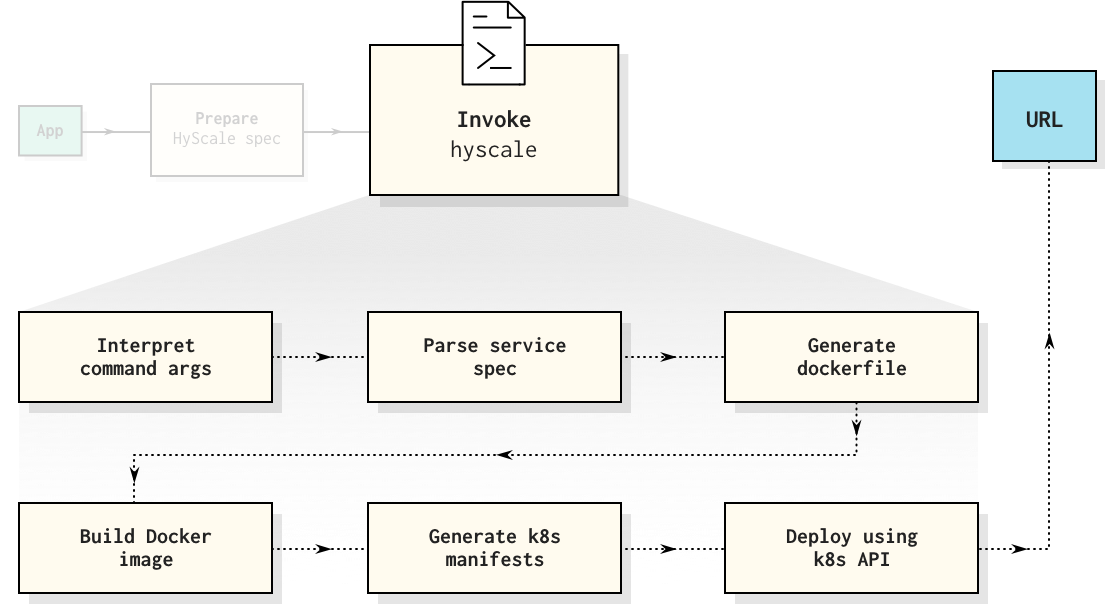 App
Prepare
HyScale spec
Invoke
hyscale
URL
Interpret
command args
Parse service
spec
Generate
dockerfile
Build Docker
image
Generate k8s
manifests
Deploy using
k8s API